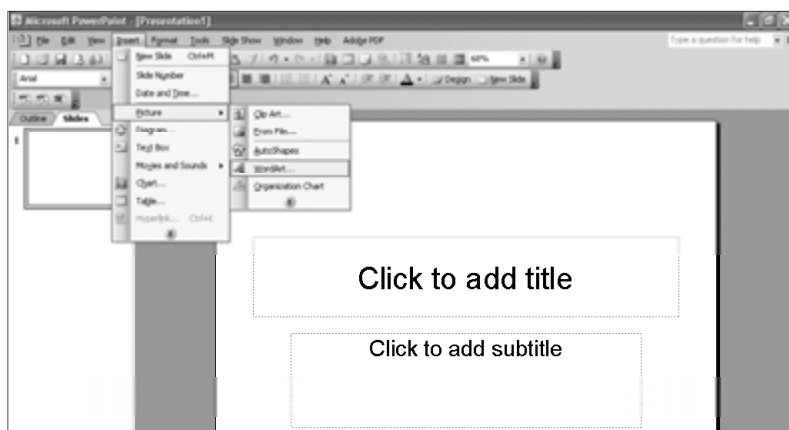 Microsoft PowerPoint - [Presentation1]
File Edit View Insert Format Tools Slide Show Window Help Adobe PDF
Type a question for help
68%
Arial
Design New Slide
Outline Slides
1
New Slide Ctrl+M
Slide Number
Date and Time...
Picture
Diagram...
Text Box
Movies and Sounds
Chart...
Table...
Hyperlink... Ctrl+K
Clip Art...
From File...
AutoShapes
WordArt...
Organization Chart
Click to add title
Click to add subtitle